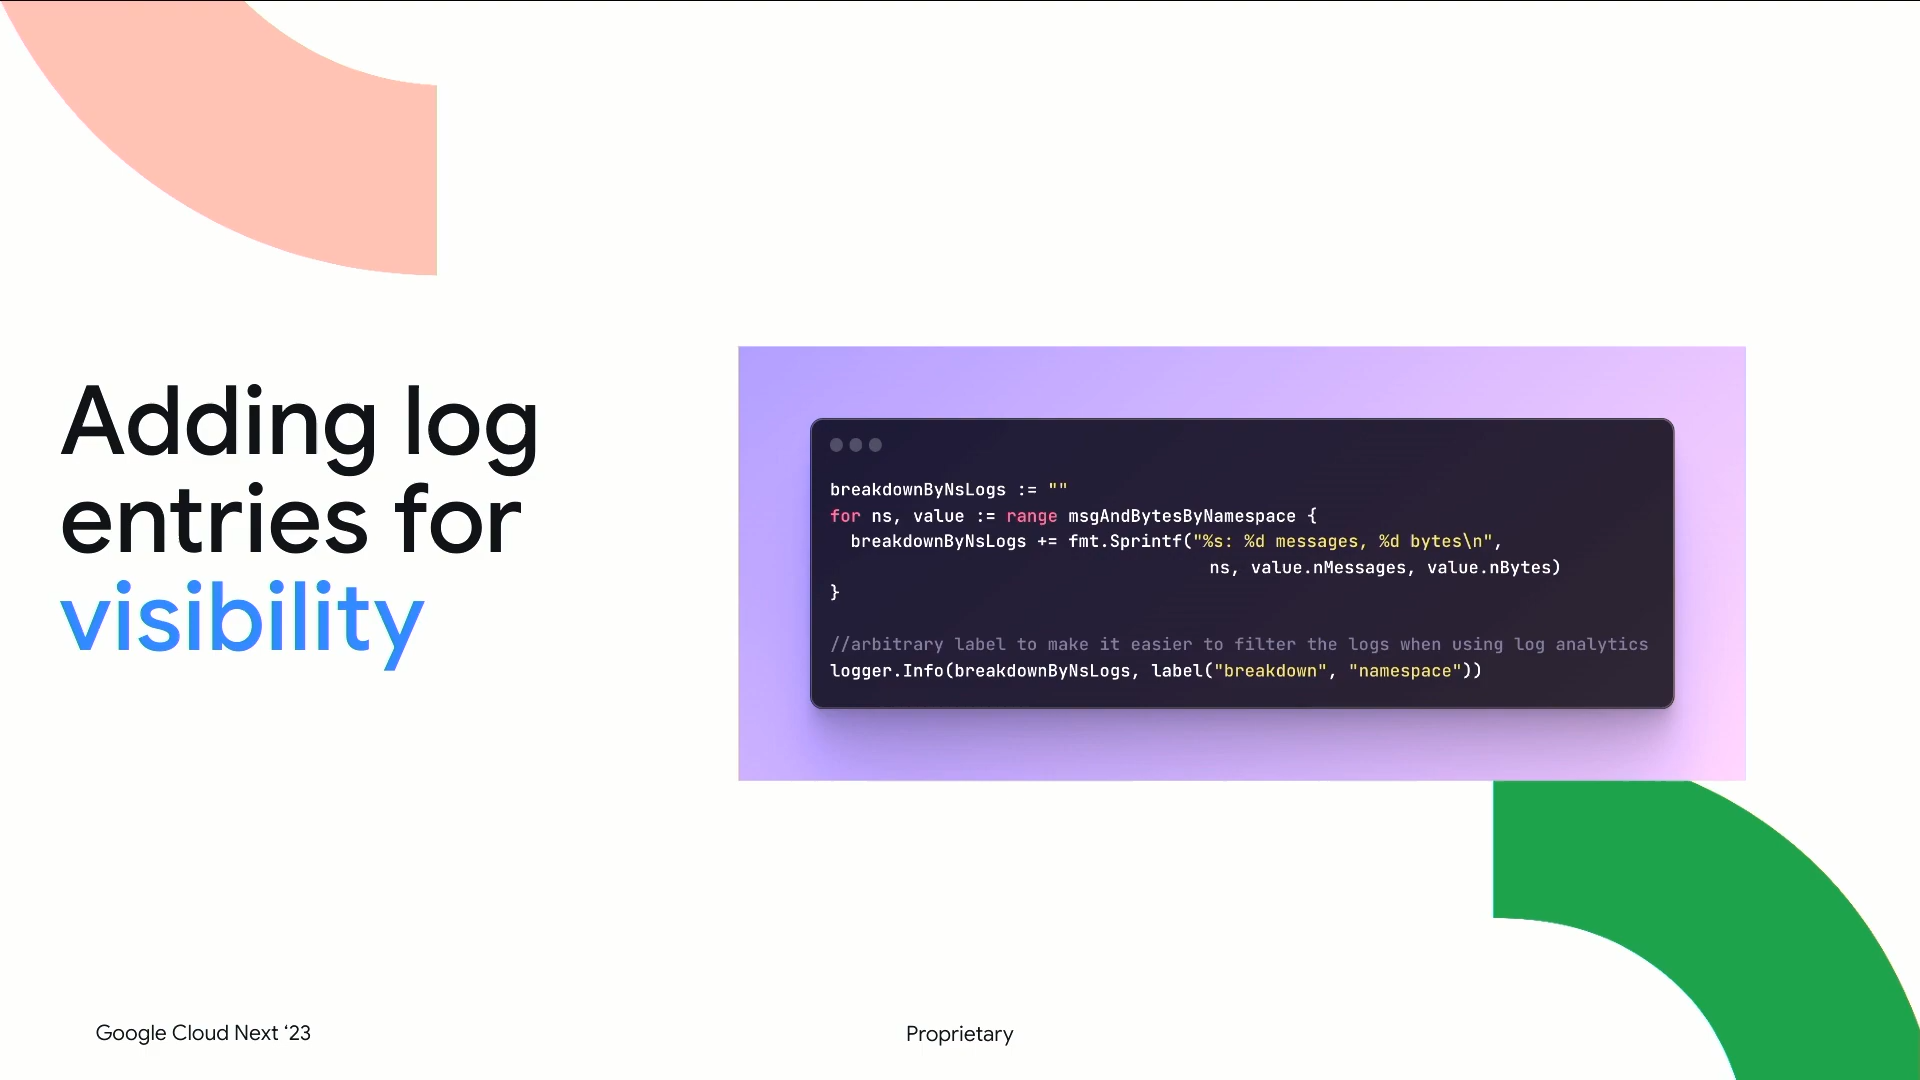 Adding log
entries for
visibility
breakdownByNsLogs := ""
for ns, value := range msgAndBytesByNamespace {
  breakdownByNsLogs += fmt.Sprintf("%s: %d messages, %d bytes\n",
                                     ns, value.nMessages, value.nBytes)
}
//arbitrary label to make it easier to filter the logs when using log analytics
logger.Info(breakdownByNsLogs, label("breakdown", "namespace"))
Google Cloud Next ‘23
Proprietary